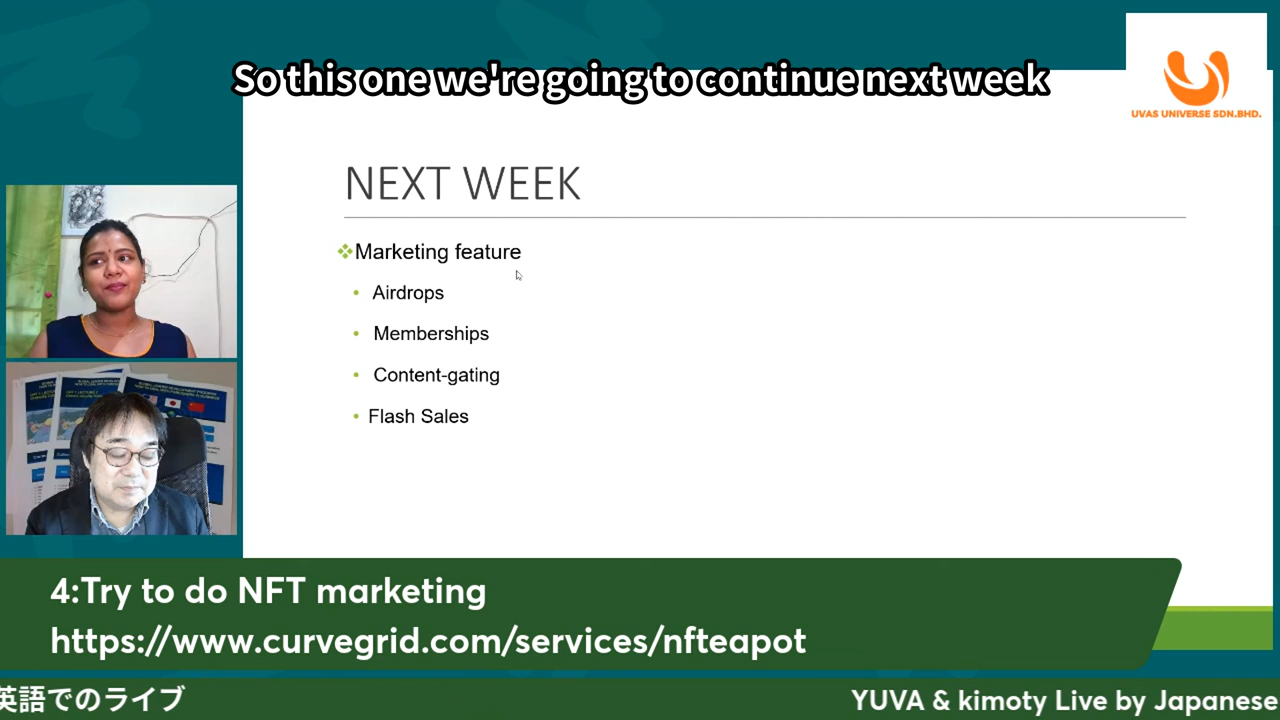 So this one we're going to continue next week
UVAS UNIVERSE SDN.BHD.
NEXT WEEK
Marketing feature
Airdrops
Memberships
Content-gating
Flash Sales
4:Try to do NFT marketing
https://www.curvegrid.com/services/nfteapot
英語でのライブ
YUVA & kimoty Live by Japanese